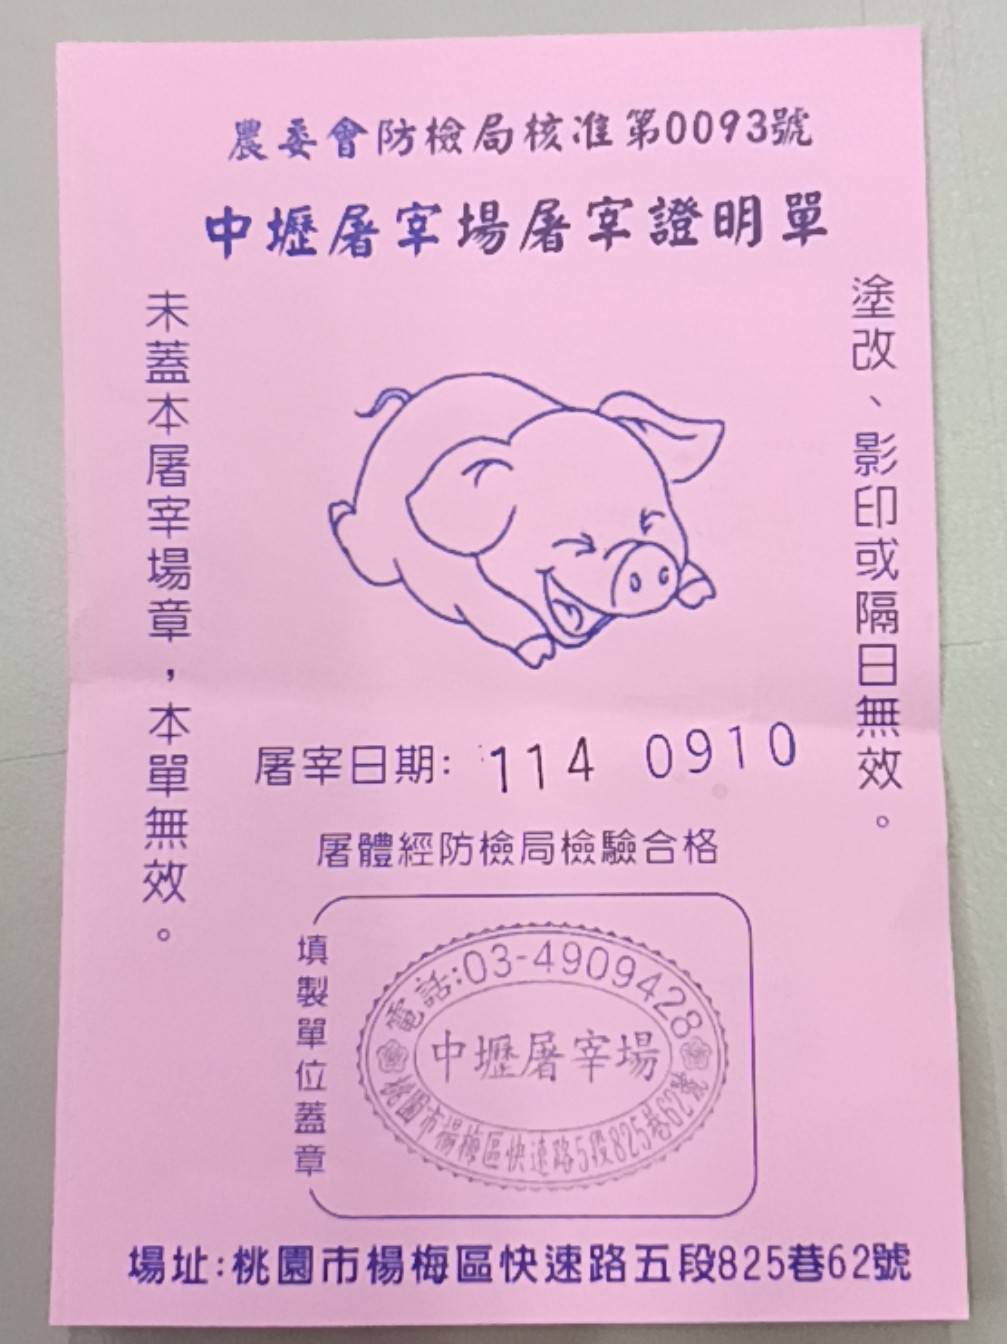 農委會防檢局核准第0093號
中壢屠宰場屠宰證明單
塗改、影印或隔日無效。
未蓋本屠宰場章，本單無效。
屠宰日期: 114 0910
屠體經防檢局檢驗合格
填製單位蓋章
電話:03-4909428
中壢屠宰場
桃園市楊梅區快速路5段825巷62號
場址:桃園市楊梅區快速路五段825巷62號